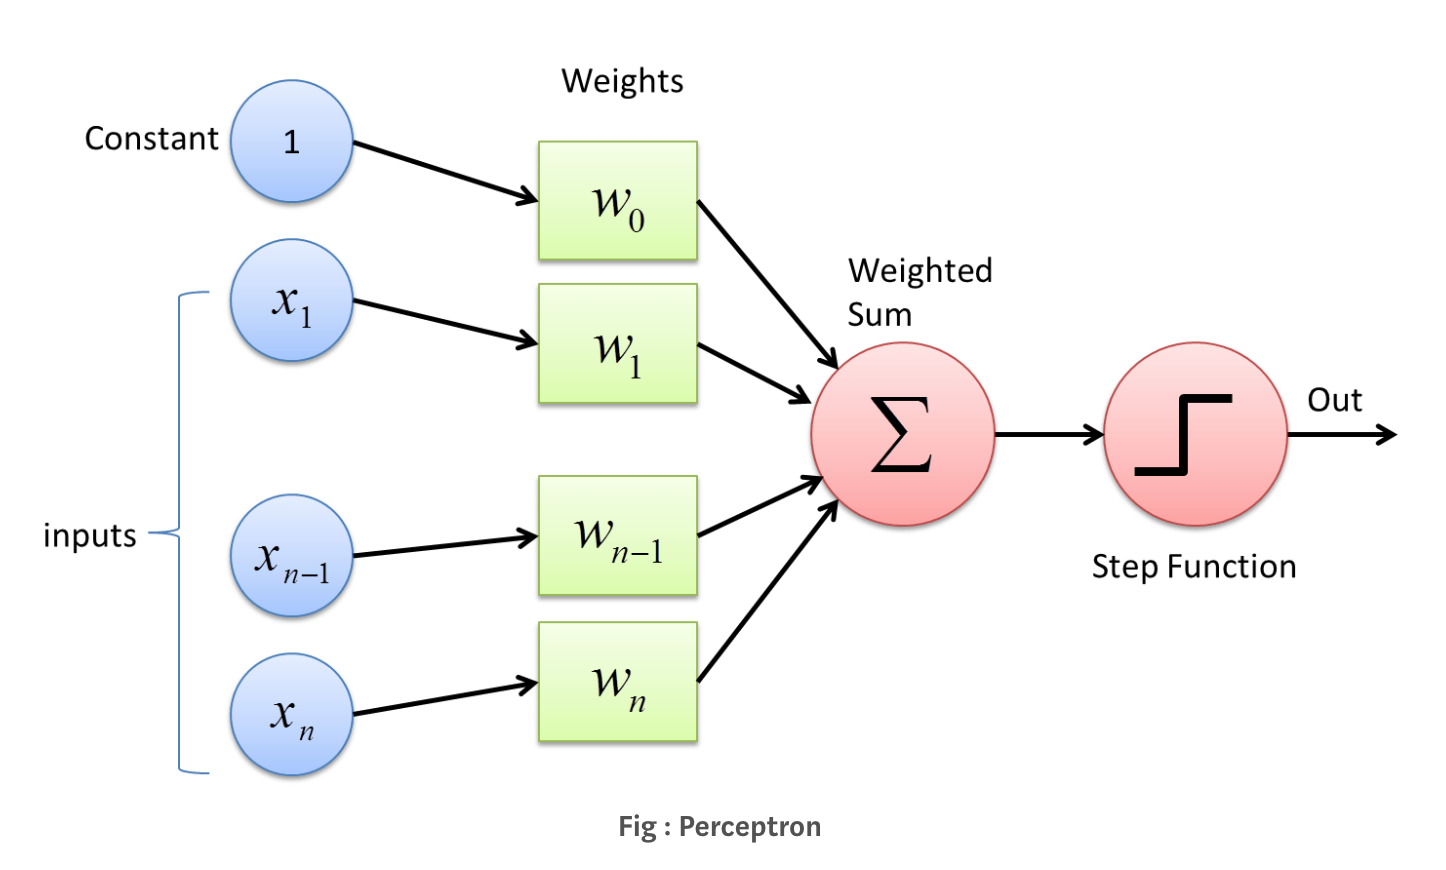 Weights
Constant
1
w0
x1
w1
Weighted
Sum
∑
Out
inputs
xn−1
wn−1
Step Function
xn
wn
Fig : Perceptron